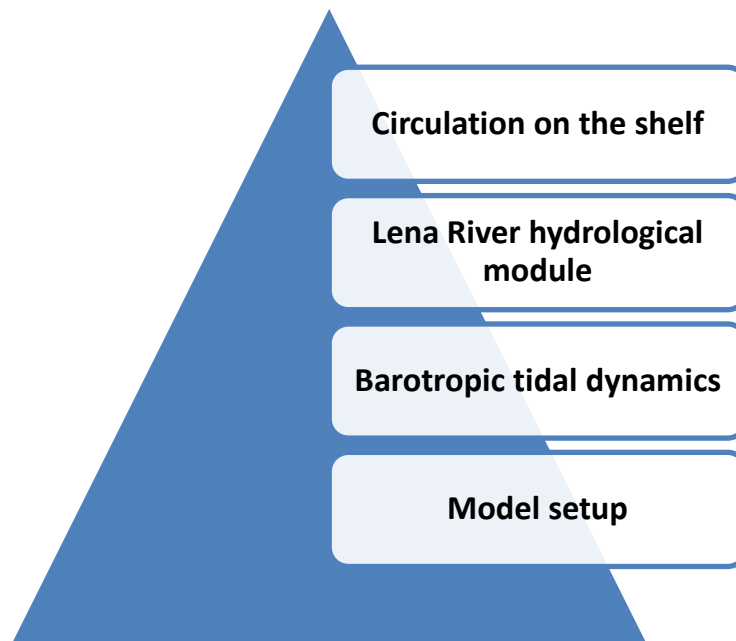 Circulation on the shelf
Lena River hydrological
module
Barotropic tidal dynamics
Model setup